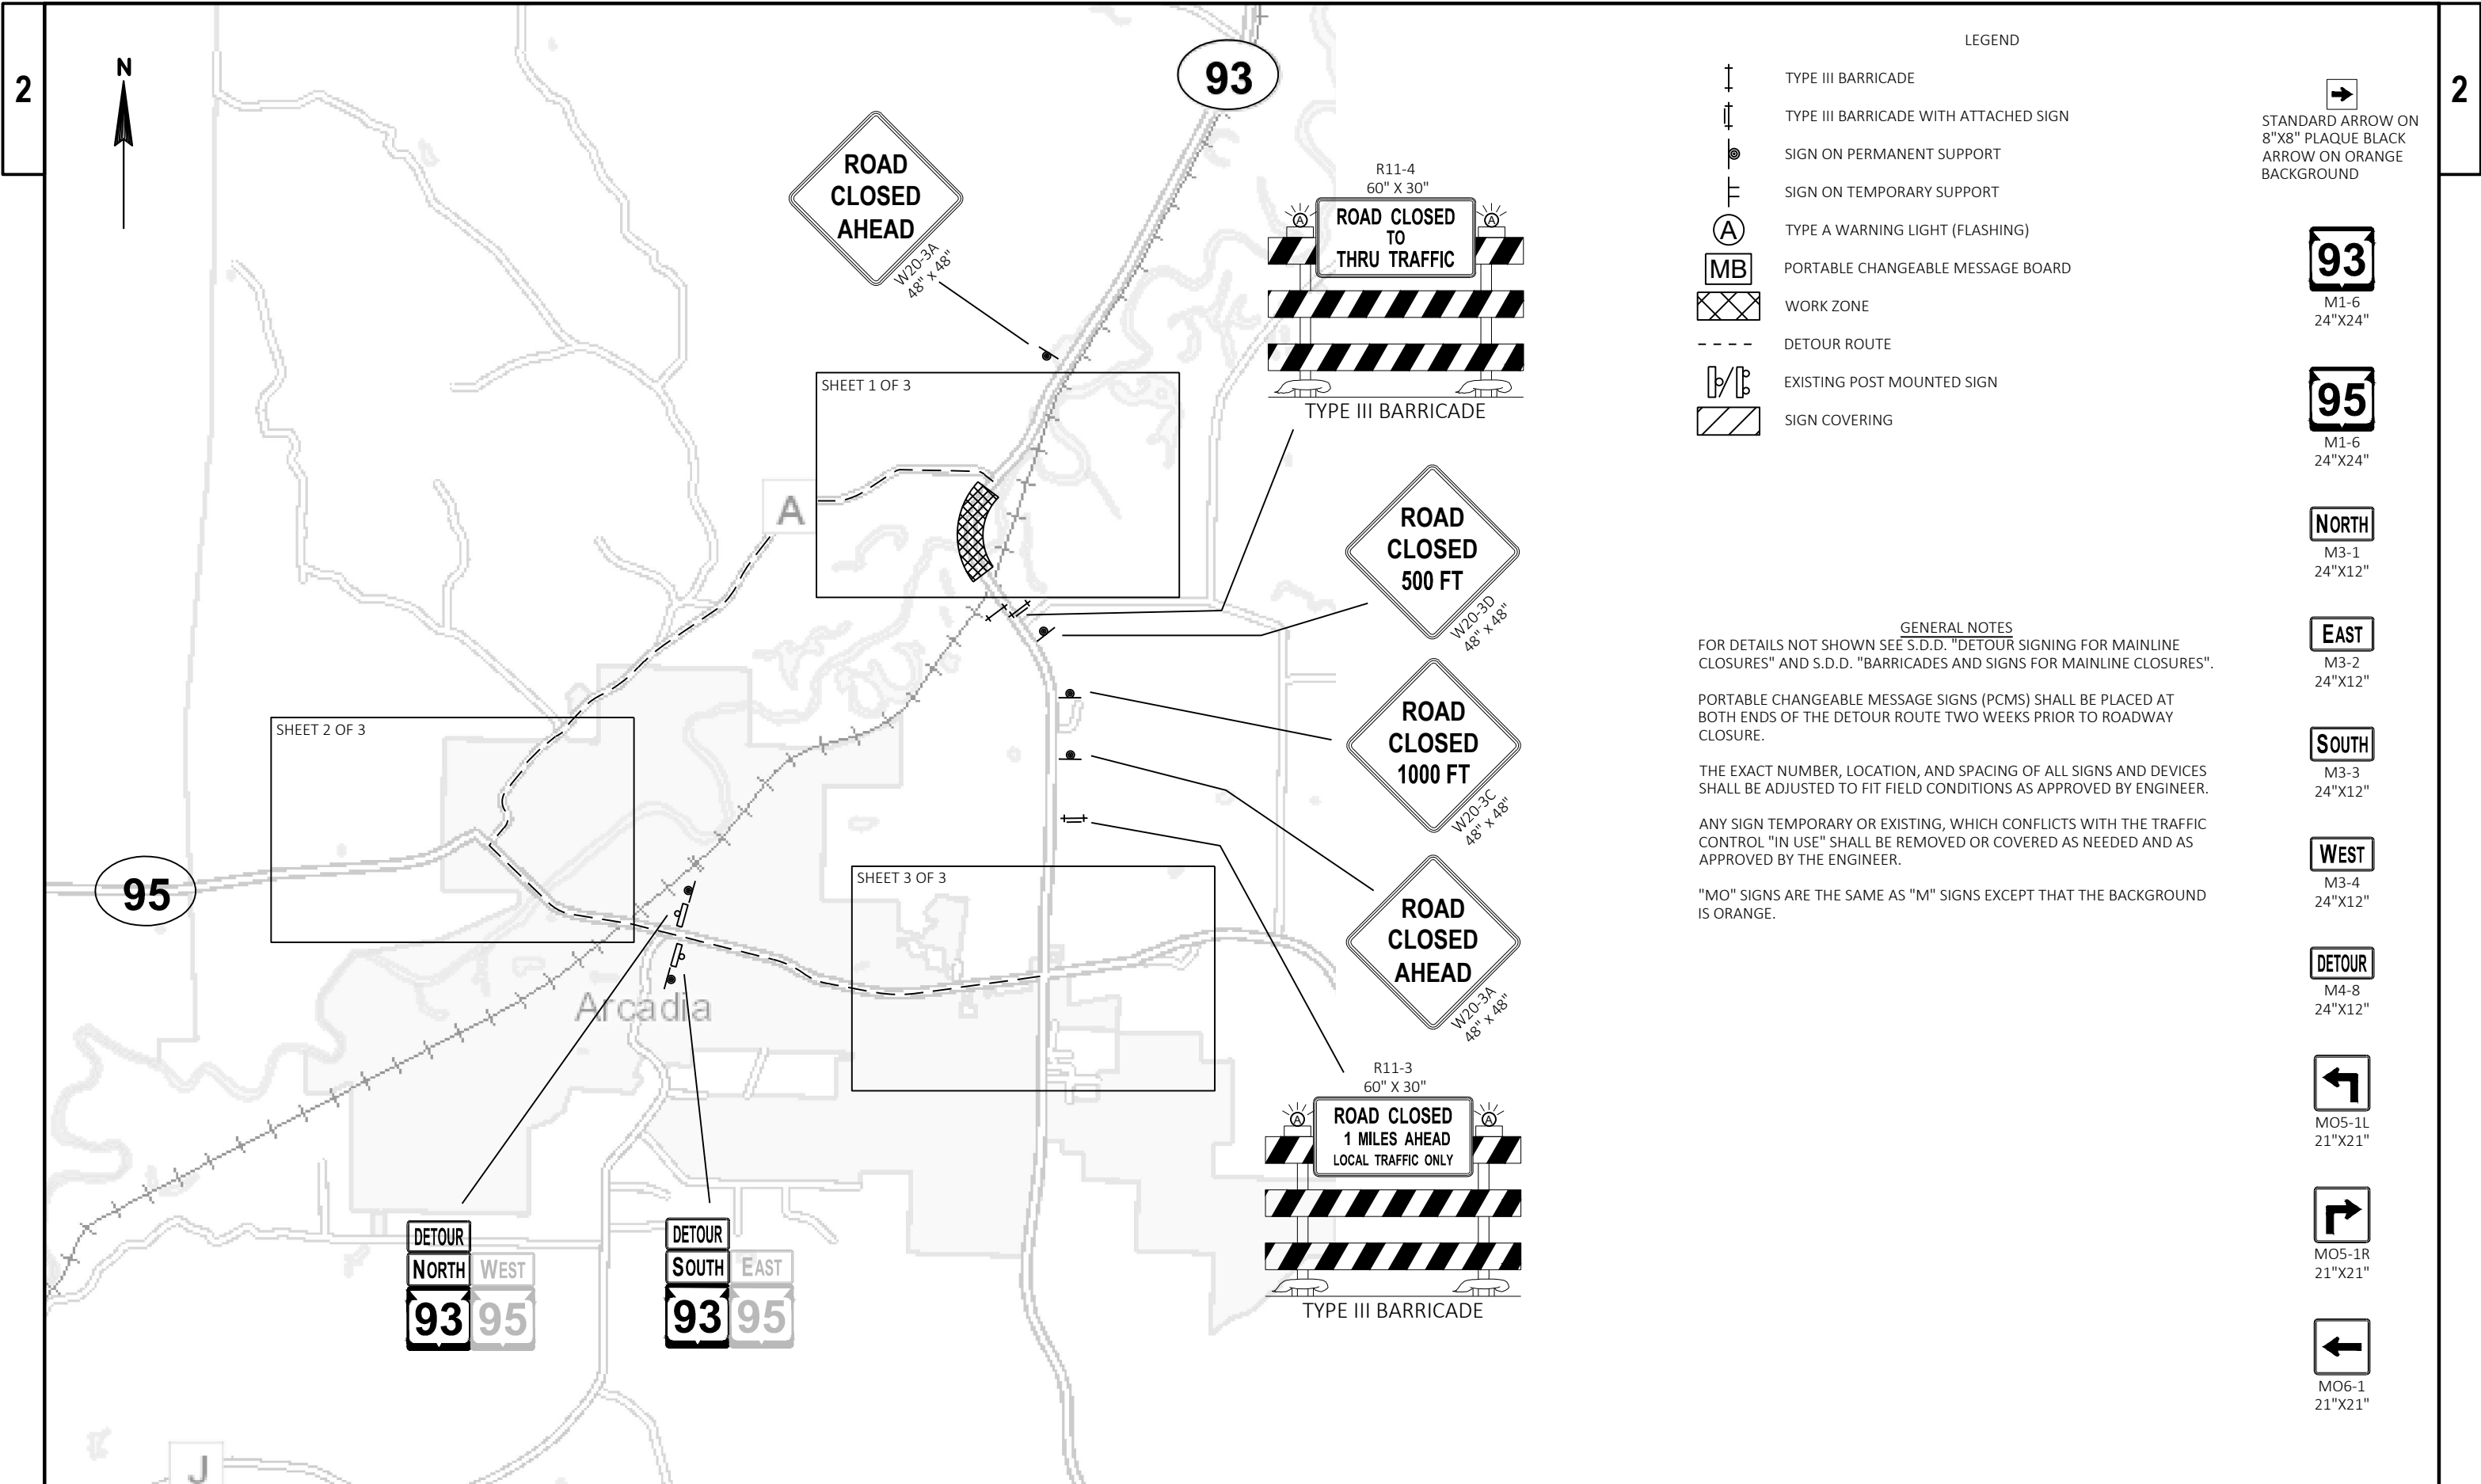 2
N
93
ROAD
CLOSED
AHEAD
W20-3A
48" X 48"
R11-4
60" X 30"
A
A
ROAD CLOSED
TO
THRU TRAFFIC
TYPE III BARRICADE
SHEET 1 OF 3
A
ROAD
CLOSED
500 FT
W20-3D
48" X 48"
ROAD
CLOSED
1000 FT
W20-3C
48" X 48"
SHEET 2 OF 3
95
SHEET 3 OF 3
ROAD
CLOSED
AHEAD
W20-3A
48" X 48"
Arcadia
R11-3
60" X 30"
A
A
ROAD CLOSED
1 MILES AHEAD
LOCAL TRAFFIC ONLY
TYPE III BARRICADE
DETOUR
NORTH WEST
93 95
DETOUR
SOUTH EAST
93 95
J
LEGEND
TYPE III BARRICADE
TYPE III BARRICADE WITH ATTACHED SIGN
SIGN ON PERMANENT SUPPORT
SIGN ON TEMPORARY SUPPORT
A TYPE A WARNING LIGHT (FLASHING)
MB PORTABLE CHANGEABLE MESSAGE BOARD
WORK ZONE
DETOUR ROUTE
EXISTING POST MOUNTED SIGN
SIGN COVERING
GENERAL NOTES
FOR DETAILS NOT SHOWN SEE S.D.D. "DETOUR SIGNING FOR MAINLINE
CLOSURES" AND S.D.D. "BARRICADES AND SIGNS FOR MAINLINE CLOSURES".
PORTABLE CHANGEABLE MESSAGE SIGNS (PCMS) SHALL BE PLACED AT
BOTH ENDS OF THE DETOUR ROUTE TWO WEEKS PRIOR TO ROADWAY
CLOSURE.
THE EXACT NUMBER, LOCATION, AND SPACING OF ALL SIGNS AND DEVICES
SHALL BE ADJUSTED TO FIT FIELD CONDITIONS AS APPROVED BY ENGINEER.
ANY SIGN TEMPORARY OR EXISTING, WHICH CONFLICTS WITH THE TRAFFIC
CONTROL "IN USE" SHALL BE REMOVED OR COVERED AS NEEDED AND AS
APPROVED BY THE ENGINEER.
"MO" SIGNS ARE THE SAME AS "M" SIGNS EXCEPT THAT THE BACKGROUND
IS ORANGE.
STANDARD ARROW ON
8"X8" PLAQUE BLACK
ARROW ON ORANGE
BACKGROUND
93
M1-6
24"X24"
95
M1-6
24"X24"
NORTH
M3-1
24"X12"
EAST
M3-2
24"X12"
SOUTH
M3-3
24"X12"
WEST
M3-4
24"X12"
DETOUR
M4-8
24"X12"
MO5-1L
21"X21"
MO5-1R
21"X21"
MO6-1
21"X21"
2